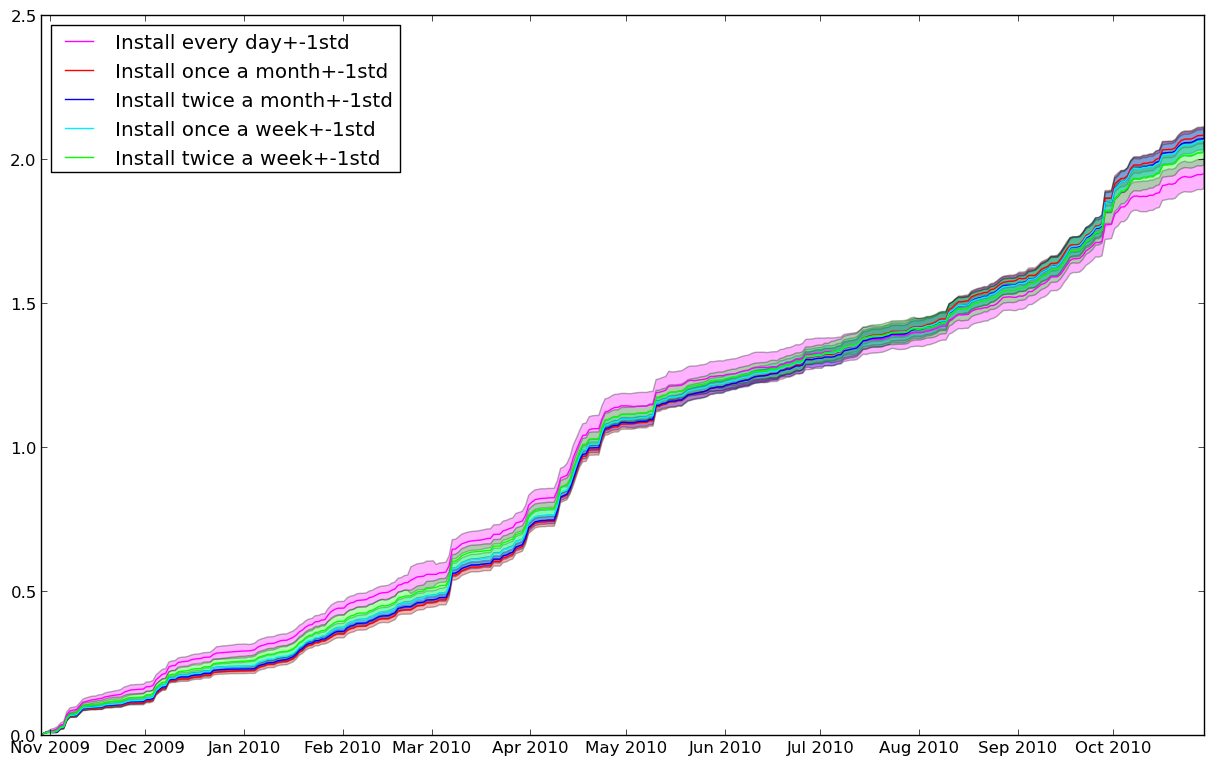 2.5
Install every day+-1std
Install once a month+-1std
Install twice a month+-1std
Install once a week+-1std
Install twice a week+-1std
2.0
1.5
1.0
0.5
0.0
Nov 2009 Dec 2009 Jan 2010 Feb 2010 Mar 2010 Apr 2010 May 2010 Jun 2010 Jul 2010 Aug 2010 Sep 2010 Oct 2010